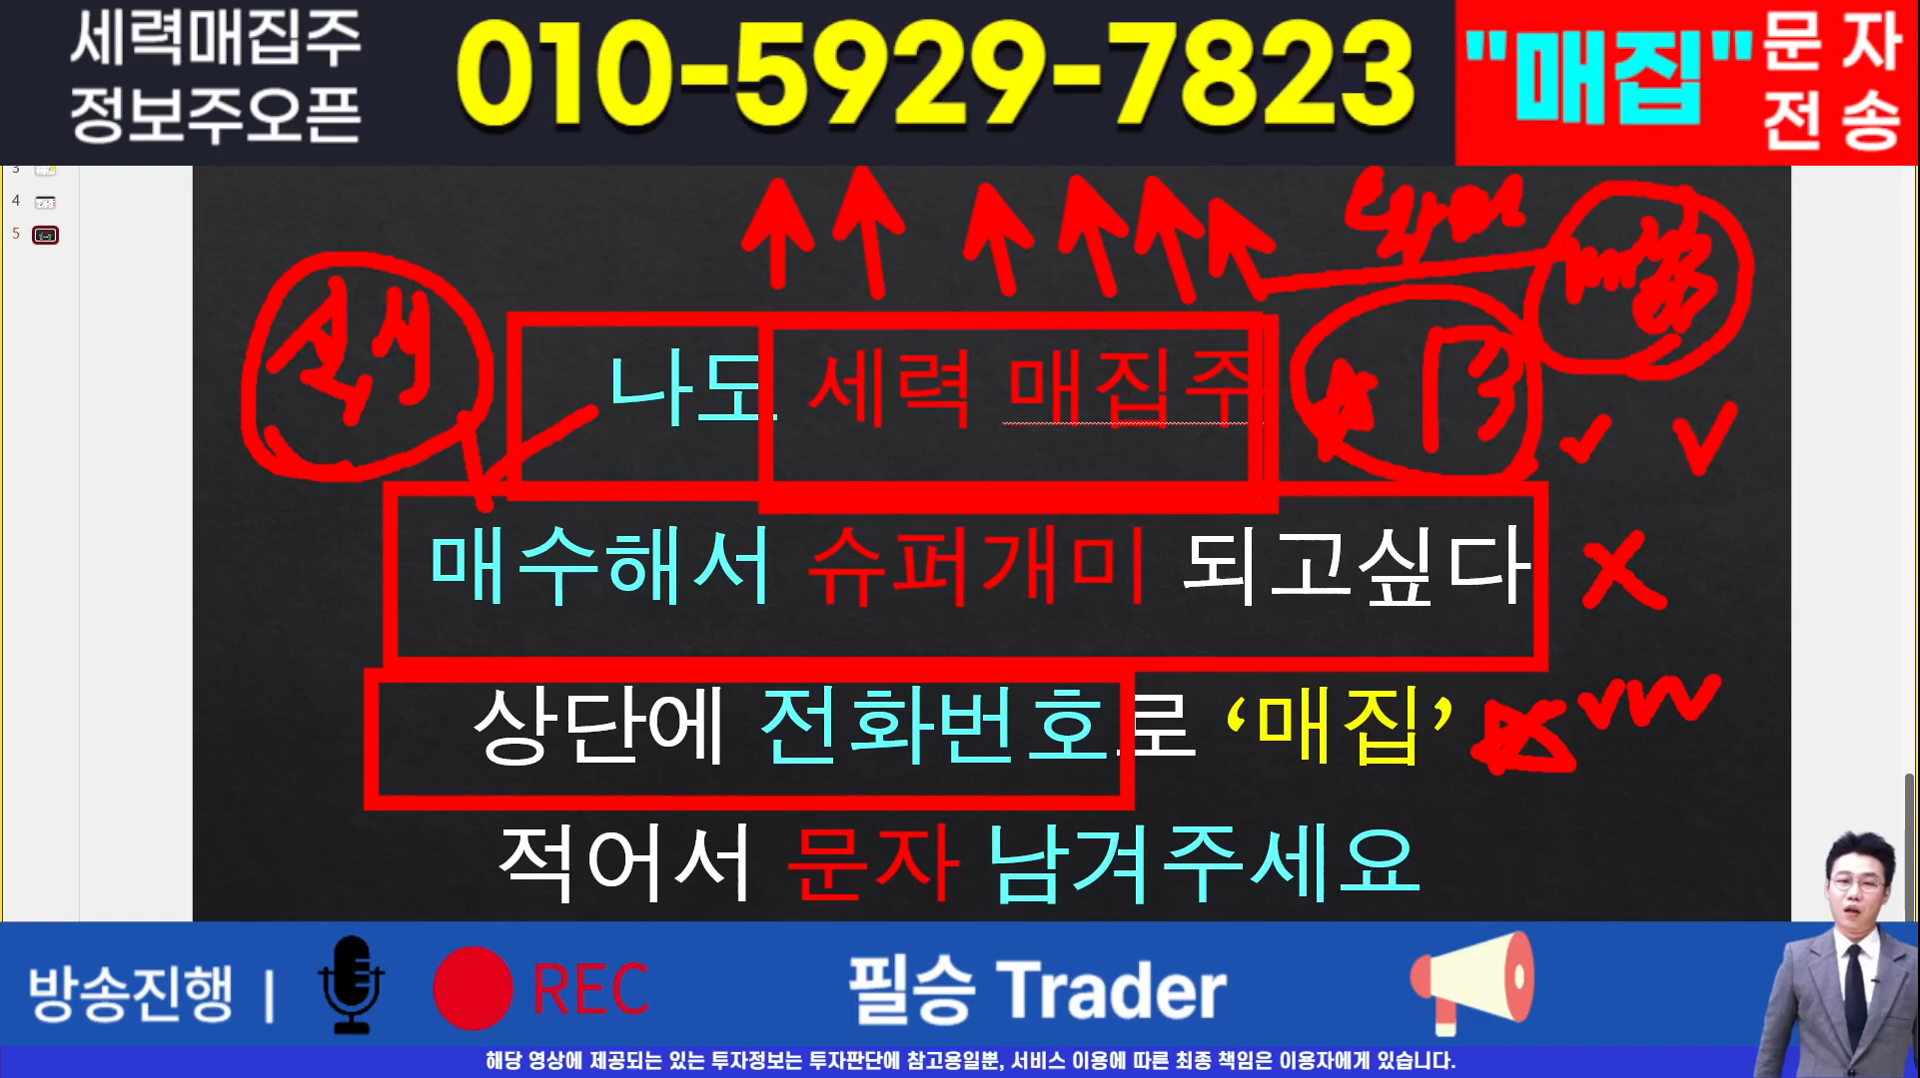 세력매집주
정보주오픈
010-5929-7823
"매집"
문자
전송
3
4
5
나도 세력 매집주
매수해서 슈퍼개미 되고싶다
상단에 전화번호로 ‘매집’
적어서 문자 남겨주세요
방송진행 |
REC
필승 Trader
해당 영상에 제공되는 있는 투자정보는 투자판단에 참고용일뿐, 서비스 이용에 따른 최종 책임은 이용자에게 있습니다.